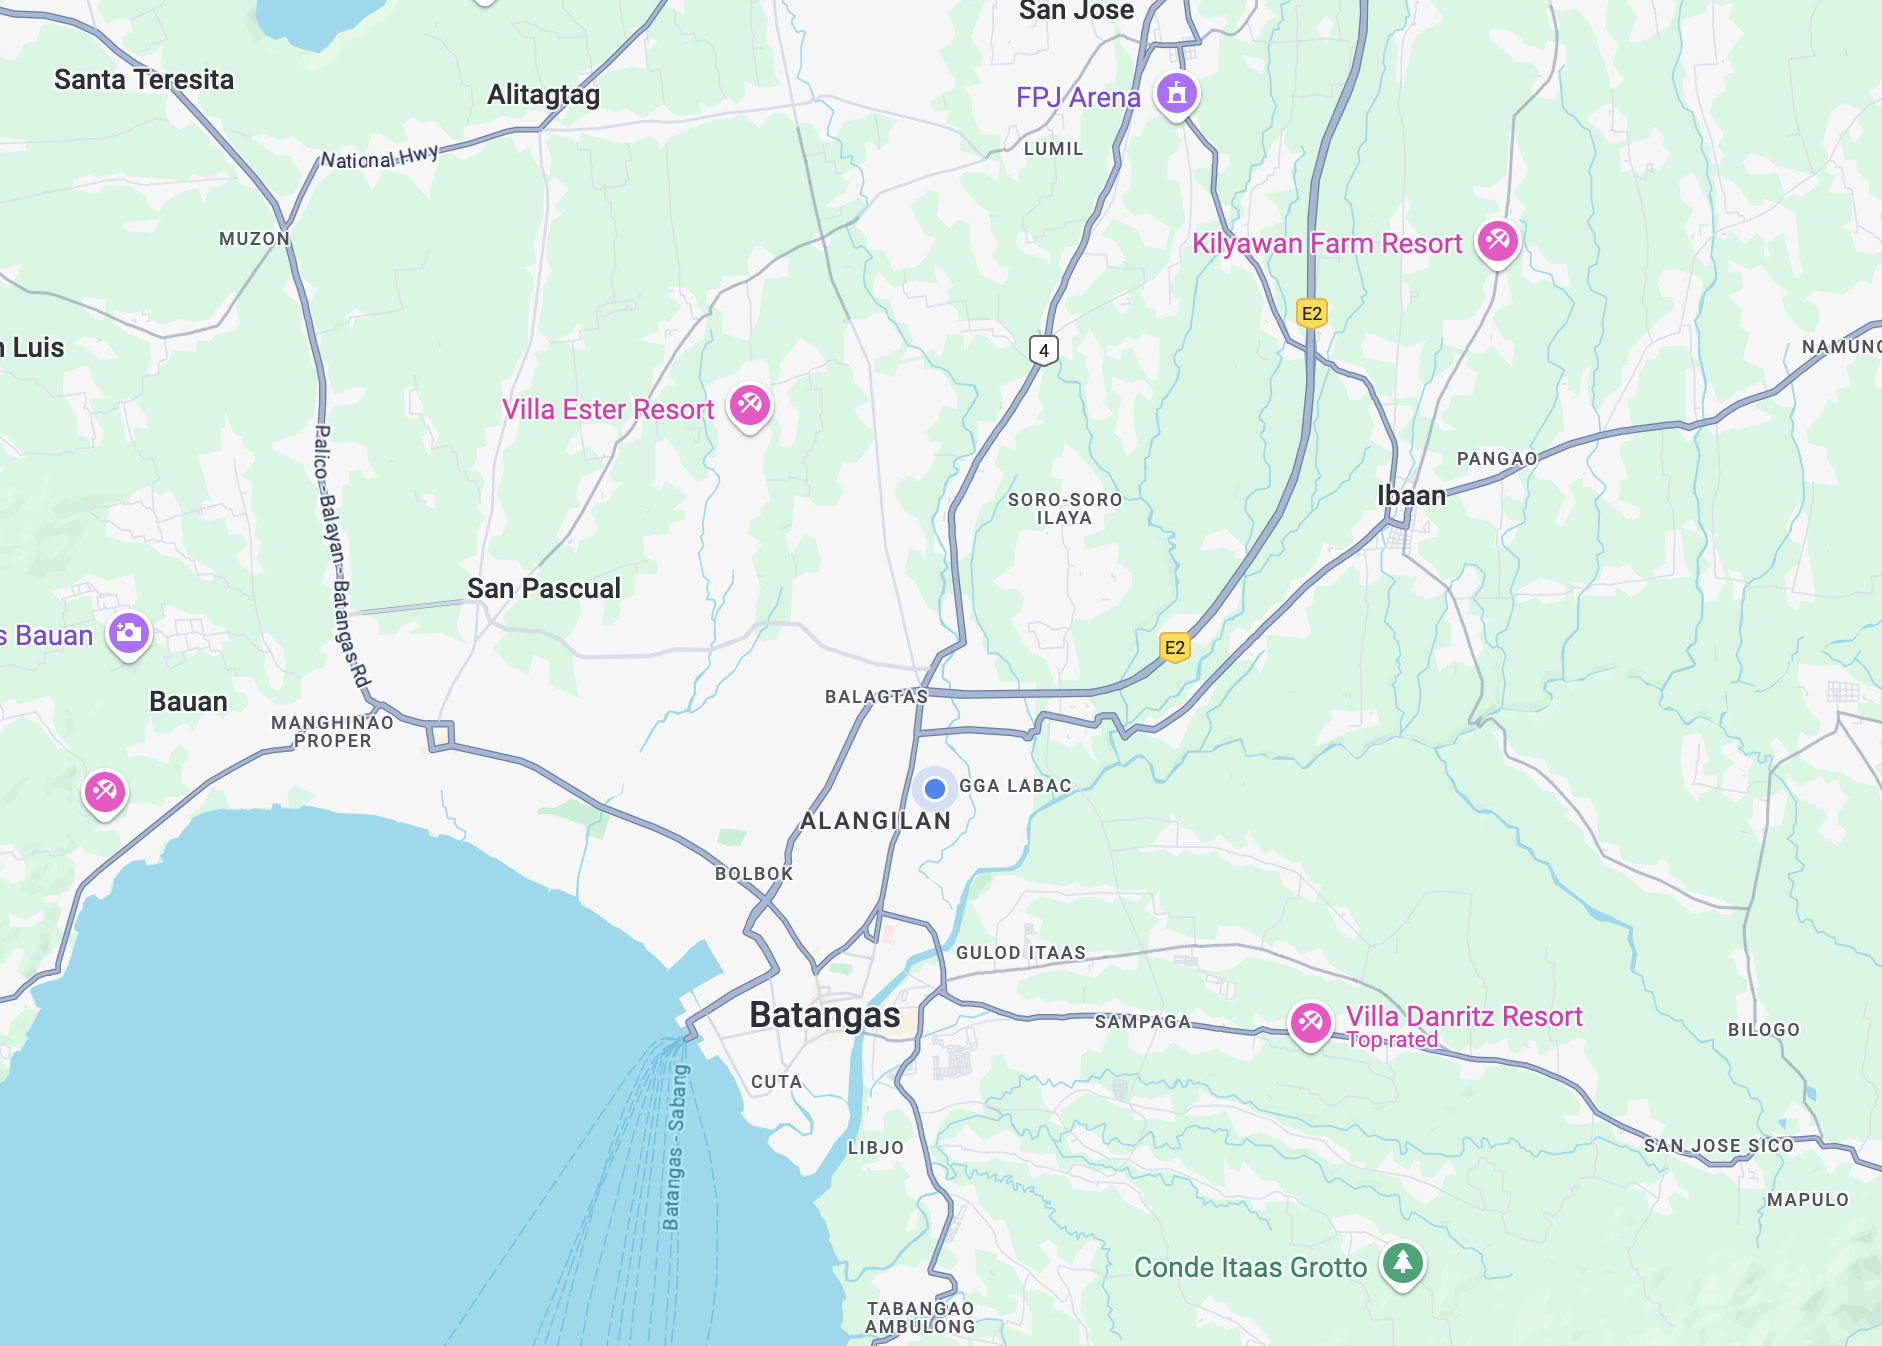 San Jose
Santa Teresita
Alitagtag
FPJ Arena
LUMIL
National Hwy
MUZON
Kilyawan Farm Resort
E2
n Luis
4
NAMUNG
Villa Ester Resort
Palico - Balayan - Batangas Rd
PANGAO
Ibaan
SORO-SORO
ILAYA
San Pascual
s Bauan
E2
Bauan
BALAGTAS
MANGHINAO
PROPER
GGA LABAC
ALANGILAN
BOLBOK
GULOD ITAAS
Batangas
SAMPAGA
Villa Danritz Resort
Top rated
BILOGO
CUTA
Batangas - Sabang
LIBJO
SAN JOSE SICO
MAPULO
Conde Itaas Grotto
TABANGAO
AMBULONG